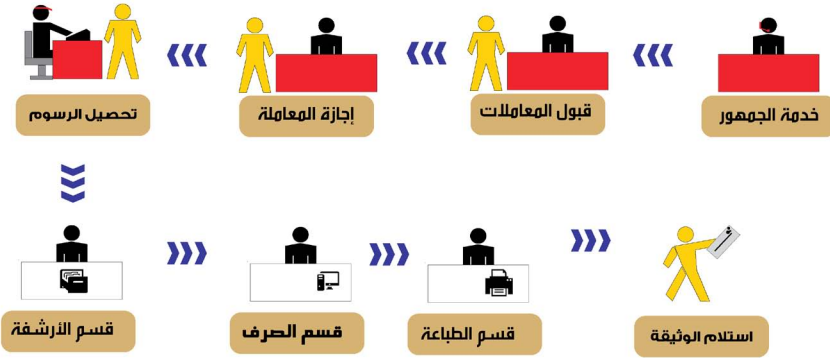 خدمة الجمهور
قبول المعاملات
إجازة المعاملة
تحصيل الرسوم
قسم الأرشفة
قسم الصرف
قسم الطباعة
استلام الوثيقة